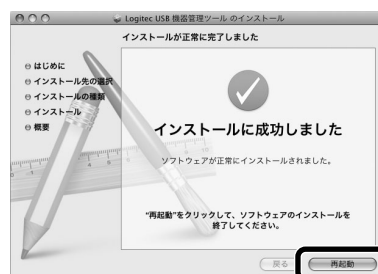 Logitec USB 機器管理ツール のインストール
インストールが正常に完了しました
はじめに
インストール先の選択
インストールの種類
インストール
概要
インストールに成功しました
ソフトウェアが正常にインストールされました。
"再起動"をクリックして、ソフトウェアのインストールを
終了してください。
戻る
再起動